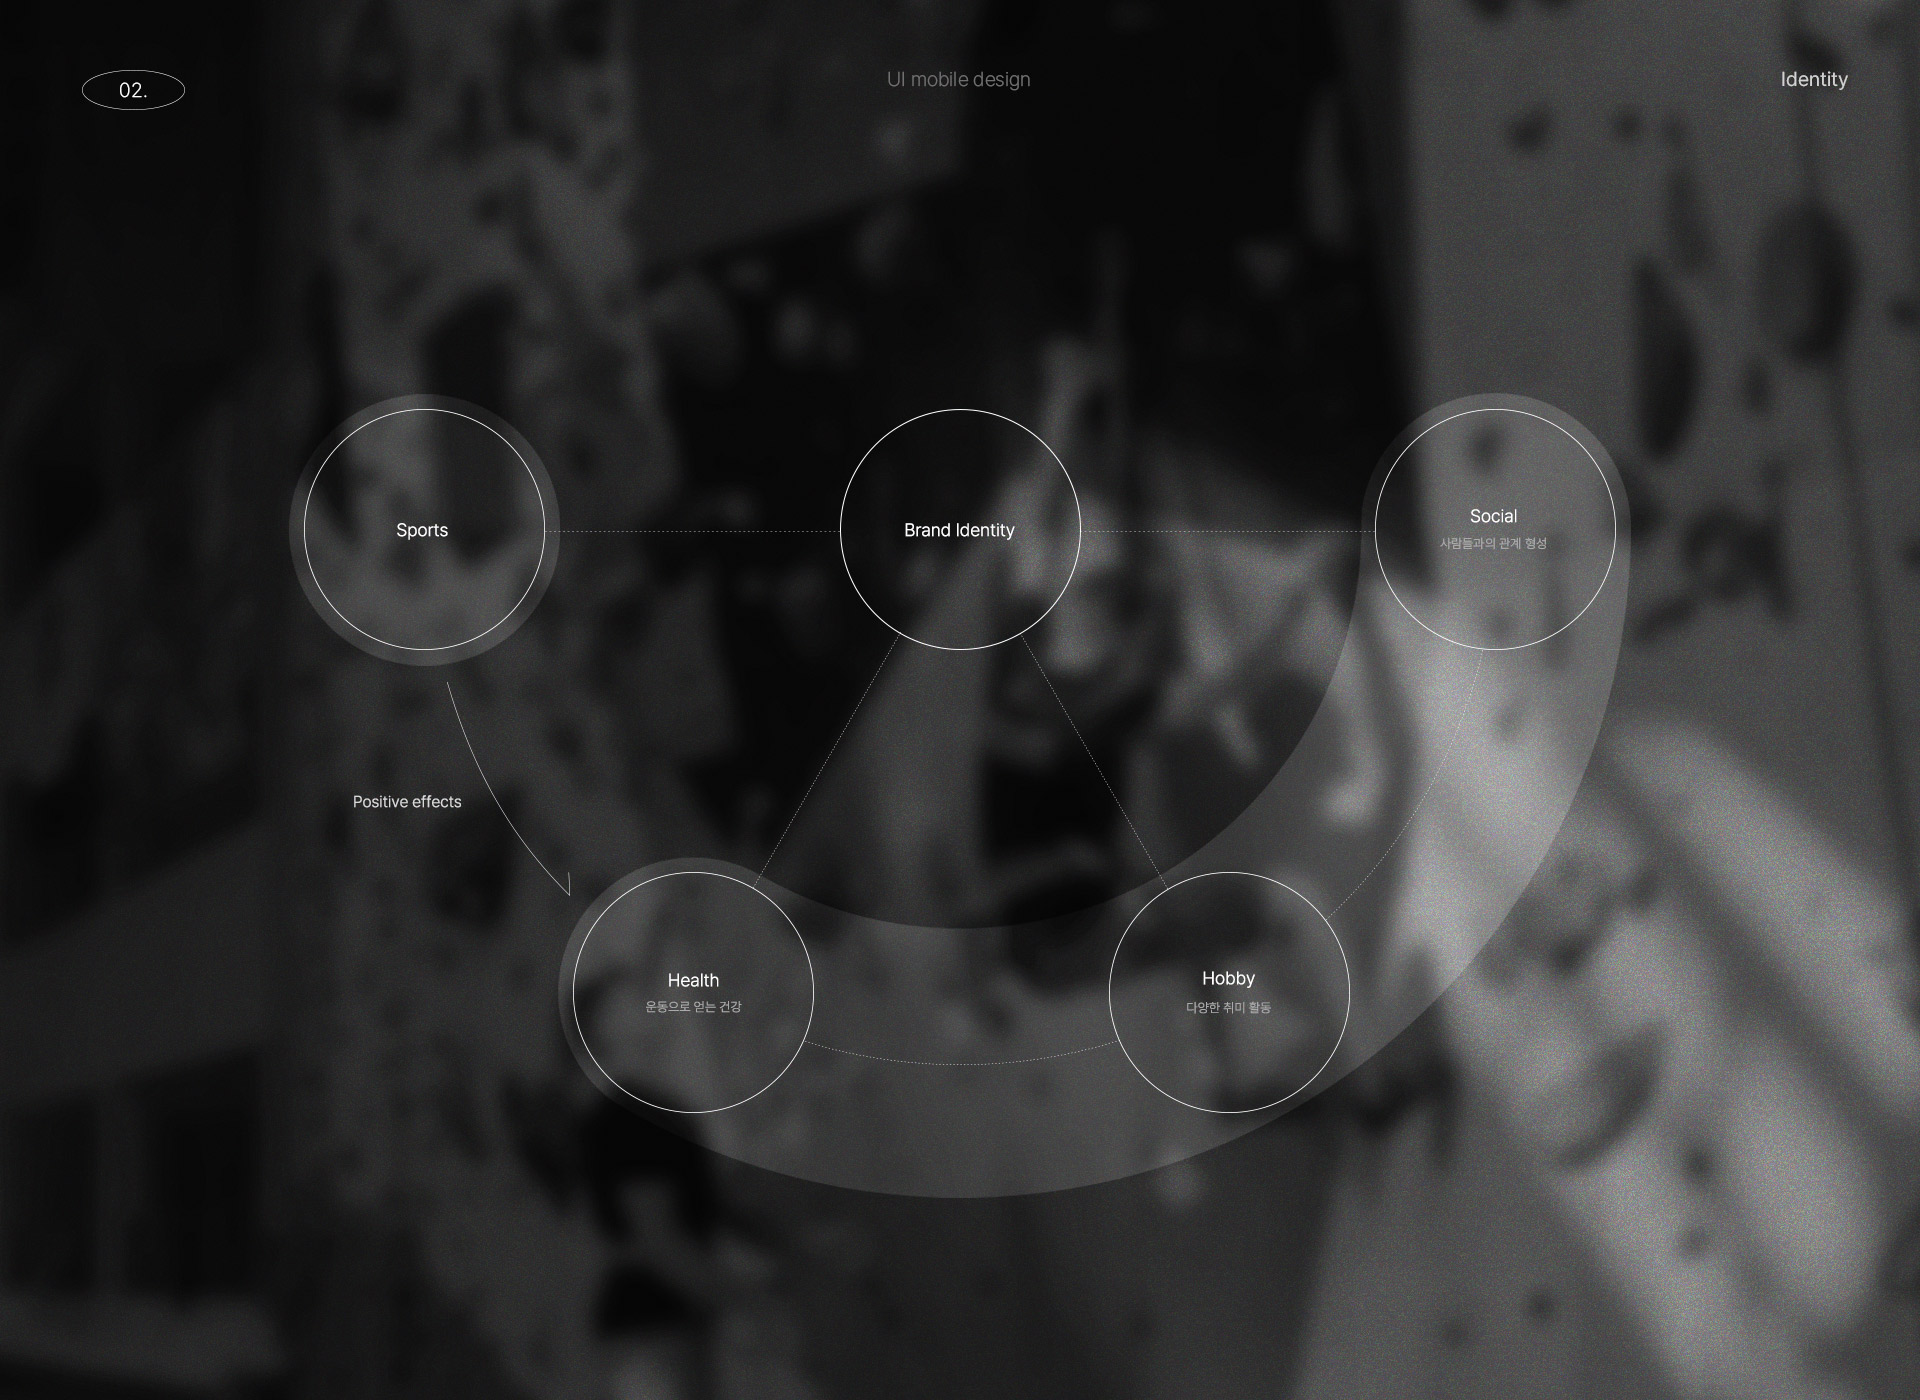 02.
UI mobile design
Identity
Sports
Brand Identity
Social
사람들과의 관계 형성
Positive effects
Health
운동으로 얻는 건강
Hobby
다양한 취미 활동